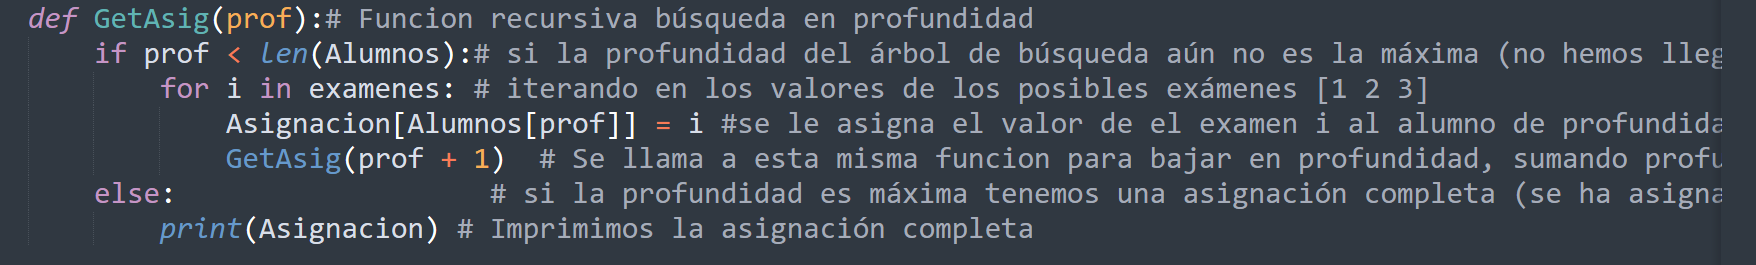 def GetAsig(prof):# Funcion recursiva búsqueda en profundidad
if prof < len(Alumnos):# si la profundidad del árbol de búsqueda aún no es la máxima (no hemos lleg
for i in examenes: # iterando en los valores de los posibles exámenes [1 2 3]
Asignacion[Alumnos[prof]] = i #se le asigna el valor de el examen i al alumno de profundida
GetAsig(prof + 1) # Se llama a esta misma funcion para bajar en profundidad, sumando profu
else: # si la profundidad es máxima tenemos una asignación completa (se ha asigna
print(Asignacion) # Imprimimos la asignación completa